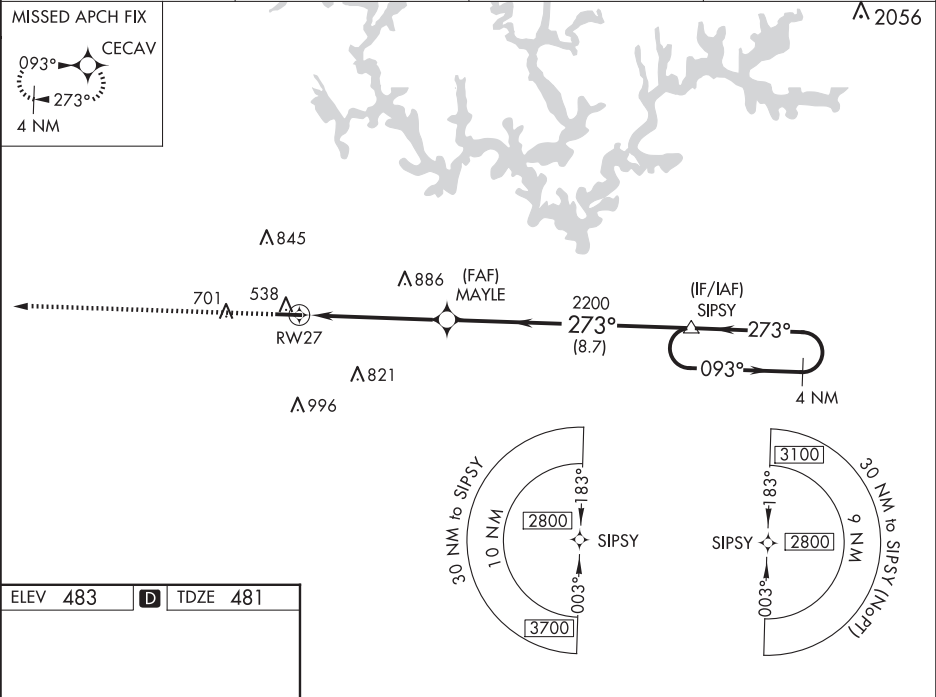 MISSED APCH FIX
CECAV
093°
273°
4 NM
2056
845
886
(FAF)
MAYLE
701
538
RW27
2200
273°
(8.7)
(IF/IAF)
SIPSY
273°
093°
4 NM
821
996
30 NM to SIPSY
10 NM
183°
2800
SIPSY
003°
3700
3100
183°
SIPSY
2800
9 NM
30 NM to SIPSY (NoPT)
003°
ELEV 483 D TDZE 481